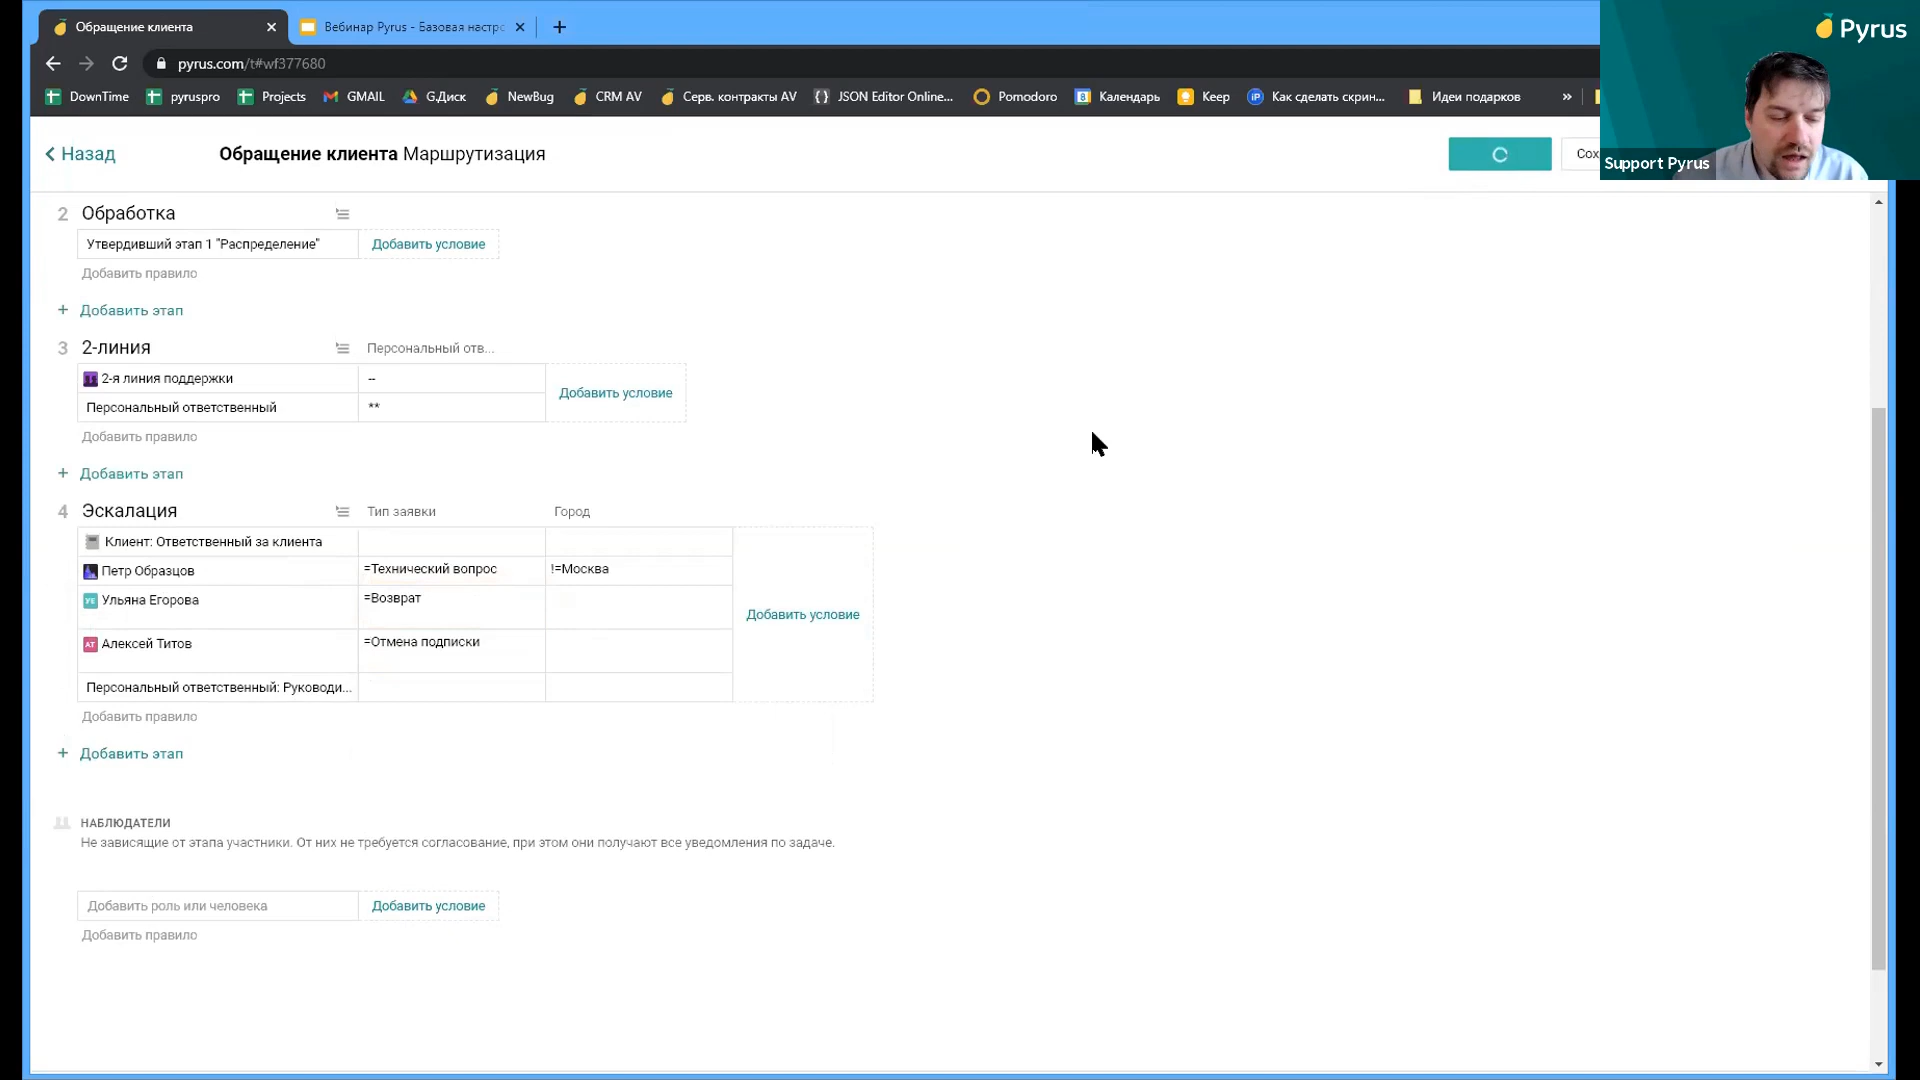 Обращение клиента
Вебинар Pyrus - Базовая настро
pyrus.com/t#wf377680
DownTime
pyruspro
Projects
GMAIL
G.Диск
NewBug
CRM AV
Серв. контракты AV
JSON Editor Online...
Pomodoro
Календарь
Keep
Как сделать скрин...
Идеи подарков
»
Pyrus
Support Pyrus
Назад
Обращение клиента Маршрутизация
Сох
2 Обработка
Утвердивший этап 1 "Распределение"
Добавить условие
Добавить правило
+ Добавить этап
3 2-линия
Персональный отв...
2-я линия поддержки
--
Персональный ответственный
**
Добавить условие
Добавить правило
+ Добавить этап
4 Эскалация
Тип заявки
Город
Клиент: Ответственный за клиента
Петр Образцов
=Технический вопрос
!=Москва
УЕ Ульяна Егорова
=Возврат
АТ Алексей Титов
=Отмена подписки
Персональный ответственный: Руководи...
Добавить условие
Добавить правило
+ Добавить этап
НАБЛЮДАТЕЛИ
Не зависящие от этапа участники. От них не требуется согласование, при этом они получают все уведомления по задаче.
Добавить роль или человека
Добавить условие
Добавить правило